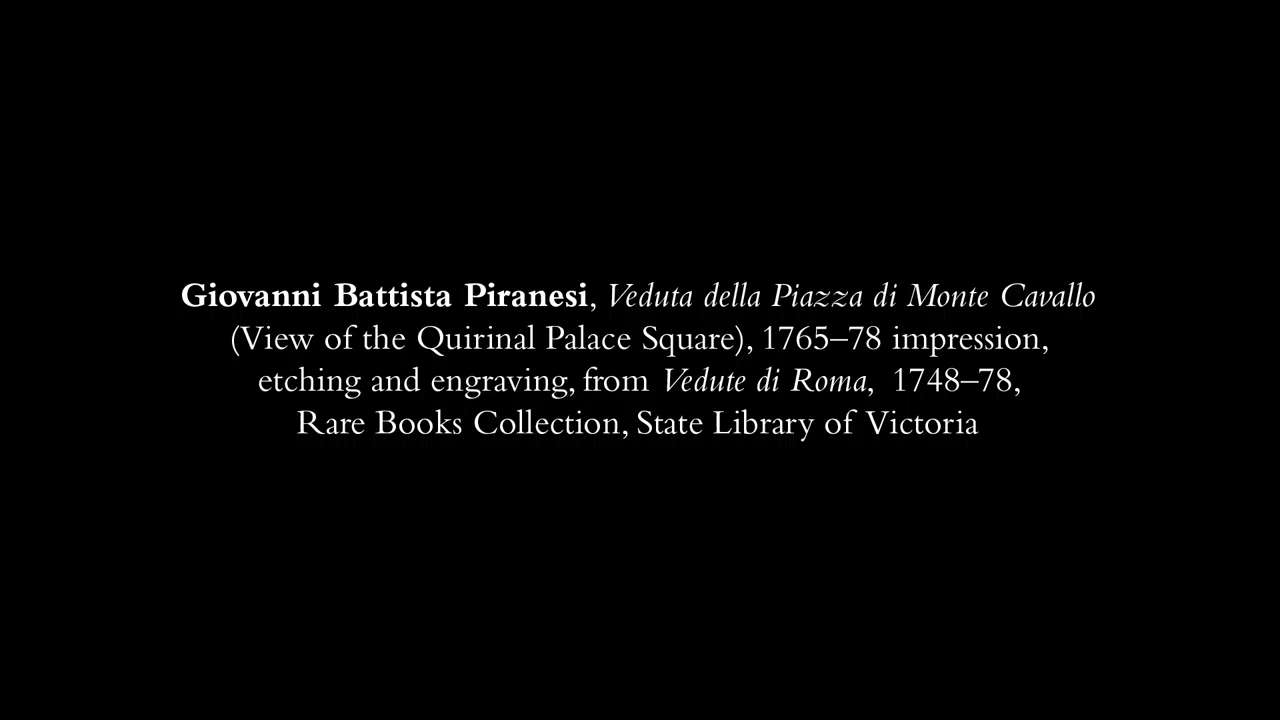 Giovanni Battista Piranesi, Veduta della Piazza di Monte Cavallo
(View of the Quirinal Palace Square), 1765–78 impression,
etching and engraving, from Vedute di Roma,  1748–78,
Rare Books Collection, State Library of Victoria